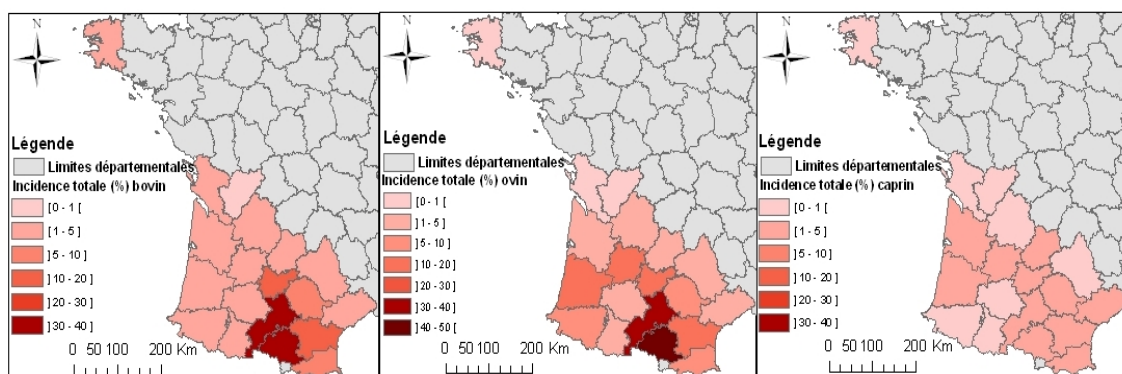 N
Légende
Limites départementales
Incidence totale (%) bovin
[0 - 1 [
[1 - 5]
]5 - 10]
]10 - 20]
]20 - 30]
]30 - 40]
0 50 100 200 Km
N
Légende
Limites départementales
Incidence totale (%) ovin
[0 - 1 [
[1 - 5]
]5 - 10]
]10 - 20]
]20 - 30]
]30 - 40]
]40 - 50[
0 50 100 200 Km
N
Légende
Limites départementales
Incidence totale (%) caprin
[0 - 1 [
[1 - 5]
]5 - 10]
]10 - 20]
]20 - 30]
]30 - 40]
0 50 100 200 Km